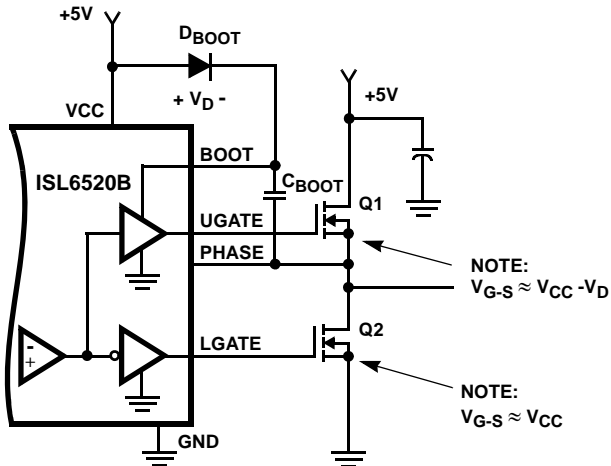 +5V
DBOOT
+ VD -
VCC
+5V
BOOT
ISL6520B
CBOOT
Q1
UGATE
PHASE
NOTE:
VG-S ≈ VCC -VD
-
+
Q2
LGATE
NOTE:
VG-S ≈ VCC
GND